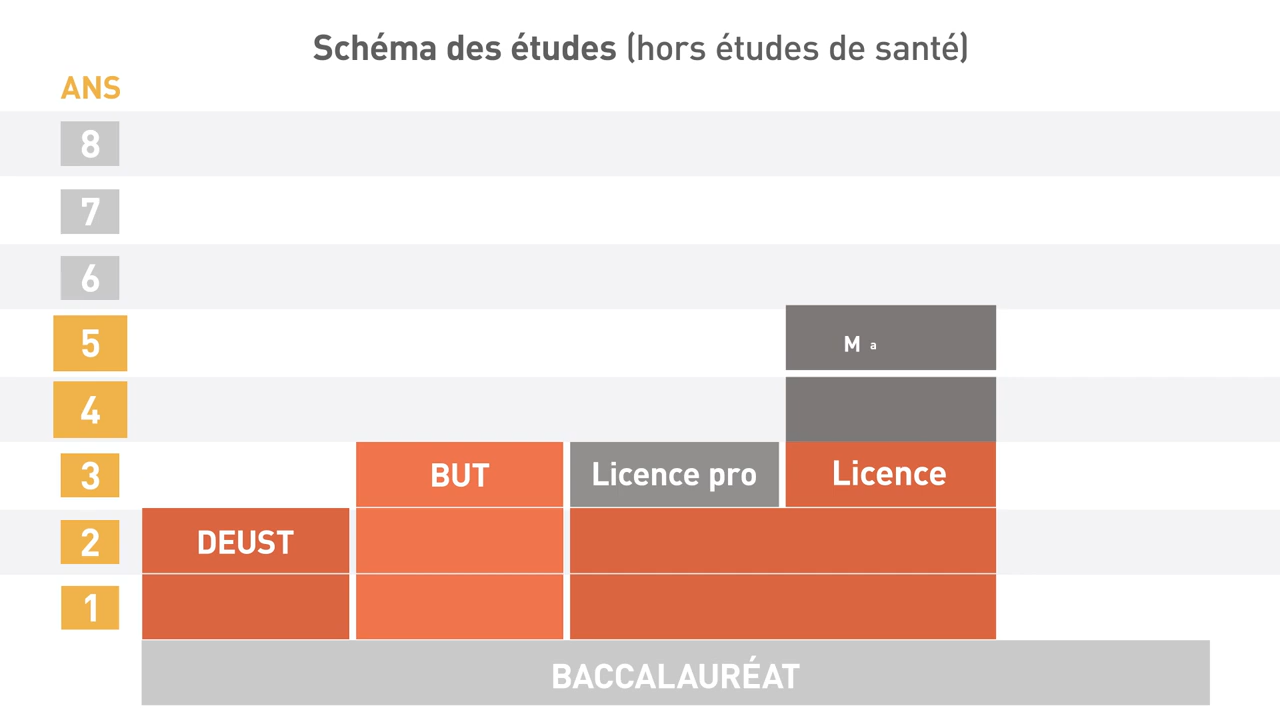 Schéma des études (hors études de santé)
ANS
8
7
6
5
M a
4
3
BUT
Licence pro
Licence
2
DEUST
1
BACCALAURÉAT